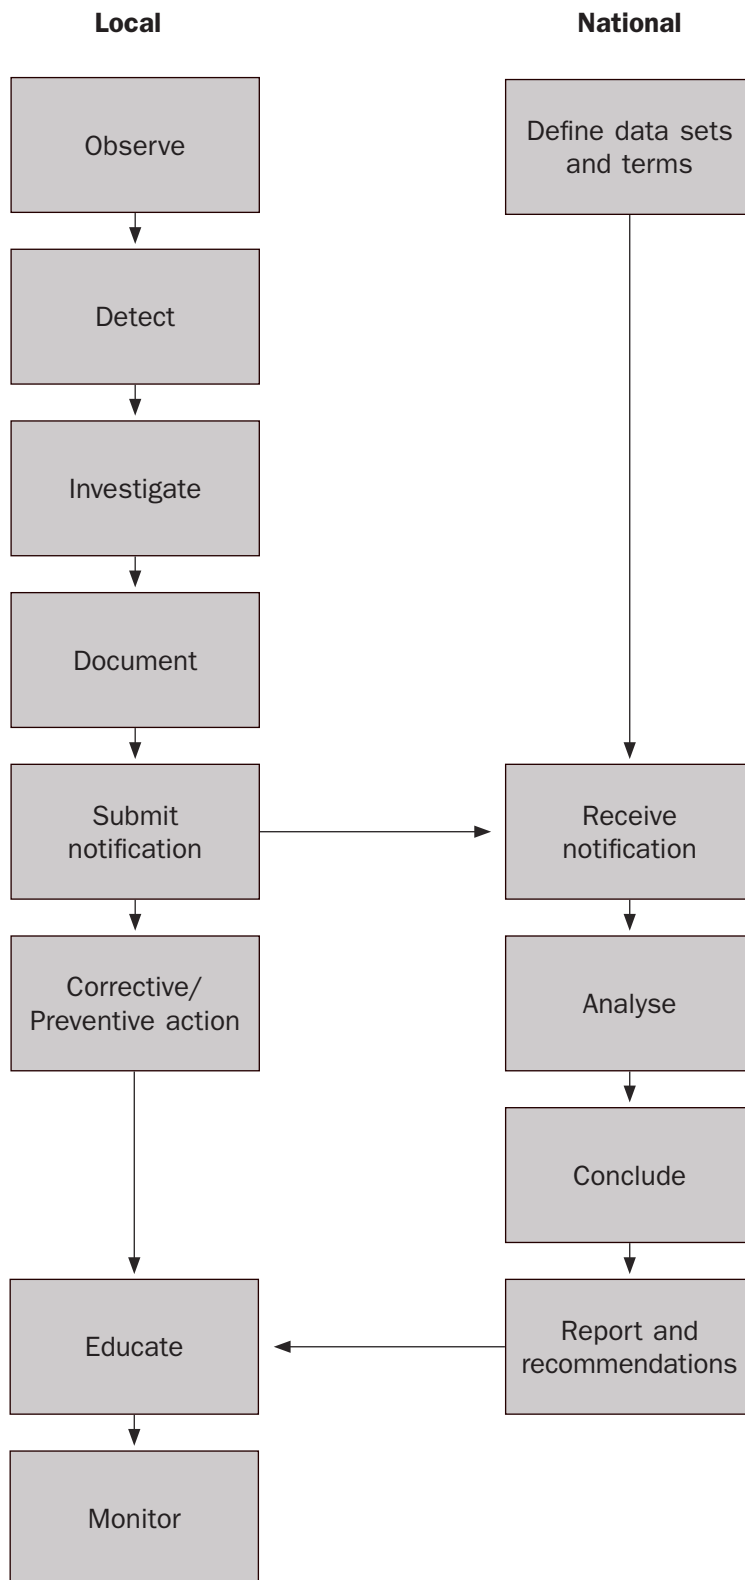 Local
National
Observe
Define data sets
and terms
Detect
Investigate
Document
Submit
notification
Receive
notification
Corrective/
Preventive action
Analyse
Conclude
Educate
Report and
recommendations
Monitor